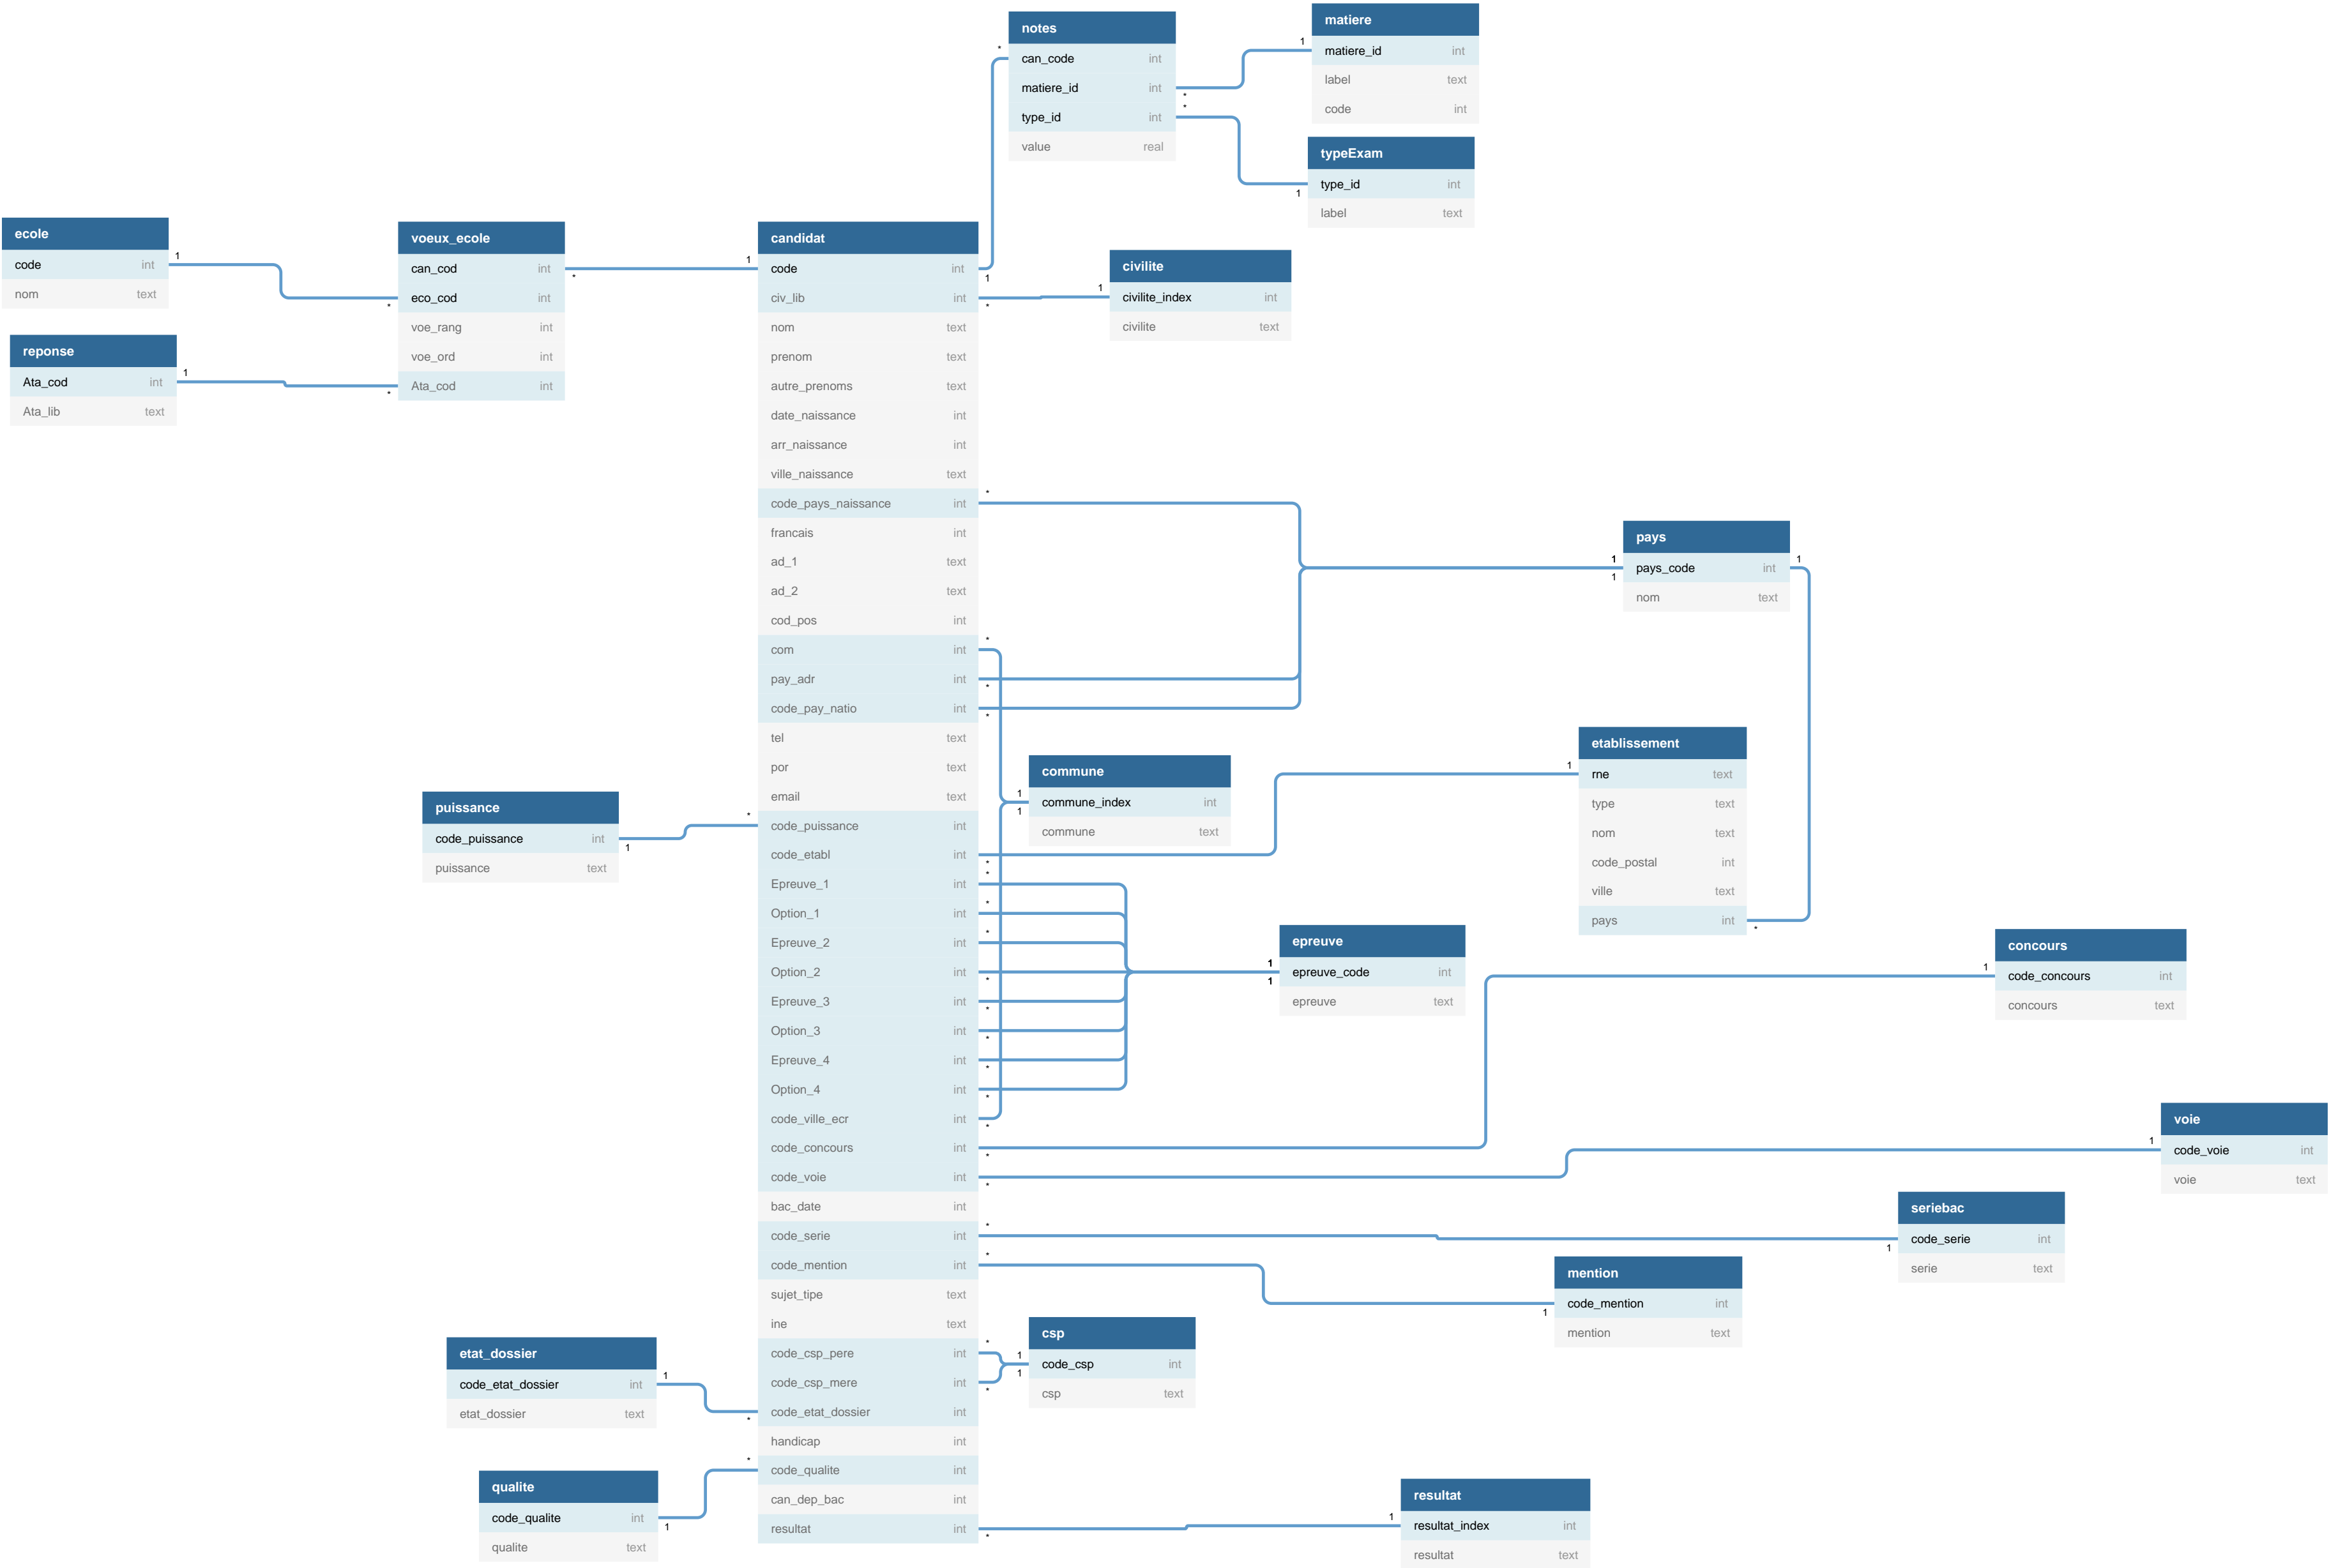 notes
can_code int
matiere_id int
type_id int
value real
matiere
matiere_id int
label text
code int
typeExam
type_id int
label text
ecole
code int
nom text
reponse
Ata_cod int
Ata_lib text
voeux_ecole
can_cod int
eco_cod int
voe_rang int
voe_ord int
Ata_cod int
candidat
code int
civ_lib int
nom text
prenom text
autre_prenoms text
date_naissance int
arr_naissance int
ville_naissance text
code_pays_naissance int
francais int
ad_1 text
ad_2 text
cod_pos int
com int
pay_adr int
code_pay_natio int
tel text
por text
email text
code_puissance int
code_etabl int
Epreuve_1 int
Option_1 int
Epreuve_2 int
Option_2 int
Epreuve_3 int
Option_3 int
Epreuve_4 int
Option_4 int
code_ville_ecr int
code_concours int
code_voie int
bac_date int
code_serie int
code_mention int
sujet_tipe text
ine text
code_csp_pere int
code_csp_mere int
code_etat_dossier int
handicap int
code_qualite int
can_dep_bac int
resultat int
civilite
civilite_index int
civilite text
pays
pays_code int
nom text
commune
commune_index int
commune text
etablissement
rne text
type text
nom text
code_postal int
ville text
pays int
puissance
code_puissance int
puissance text
epreuve
epreuve_code int
epreuve text
concours
code_concours int
concours text
voie
code_voie int
voie text
seriebac
code_serie int
serie text
mention
code_mention int
mention text
csp
code_csp int
csp text
etat_dossier
code_etat_dossier int
etat_dossier text
qualite
code_qualite int
qualite text
resultat
resultat_index int
resultat text